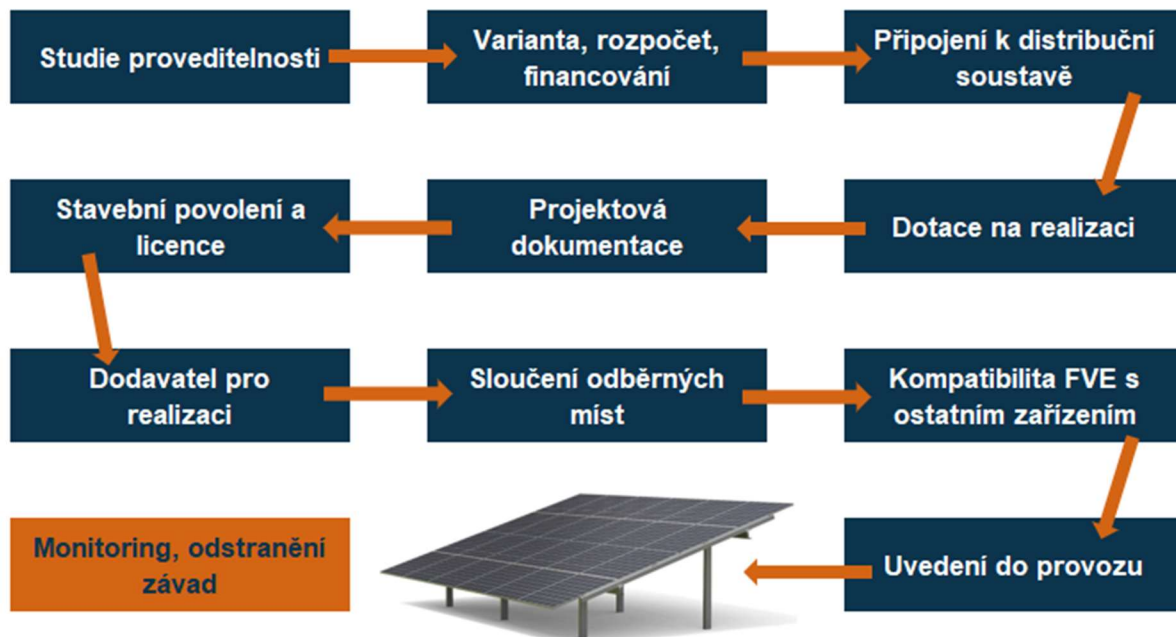 Studie proveditelnosti
Varianta, rozpočet,
financování
Připojení k distribuční
soustavě
Stavební povolení a
licence
Projektová
dokumentace
Dotace na realizaci
Dodavatel pro
realizaci
Sloučení odběrných
míst
Kompatibilita FVE s
ostatním zařízením
Monitoring, odstranění
závad
Uvedení do provozu